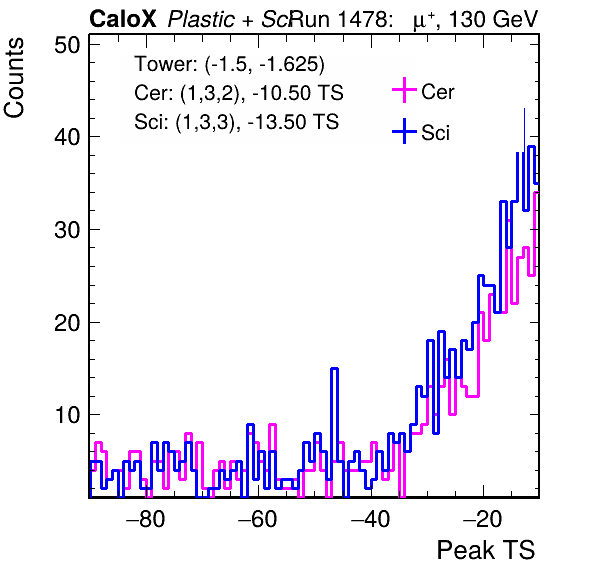 CaloX Plastic + SciRun 1478: μ⁺, 130 GeV
Counts
50
40
30
20
10
Tower: (-1.5, -1.625)
Cer: (1,3,2), -10.50 TS
Sci: (1,3,3), -13.50 TS
Cer
Sci
−80 −60 −40 −20
Peak TS